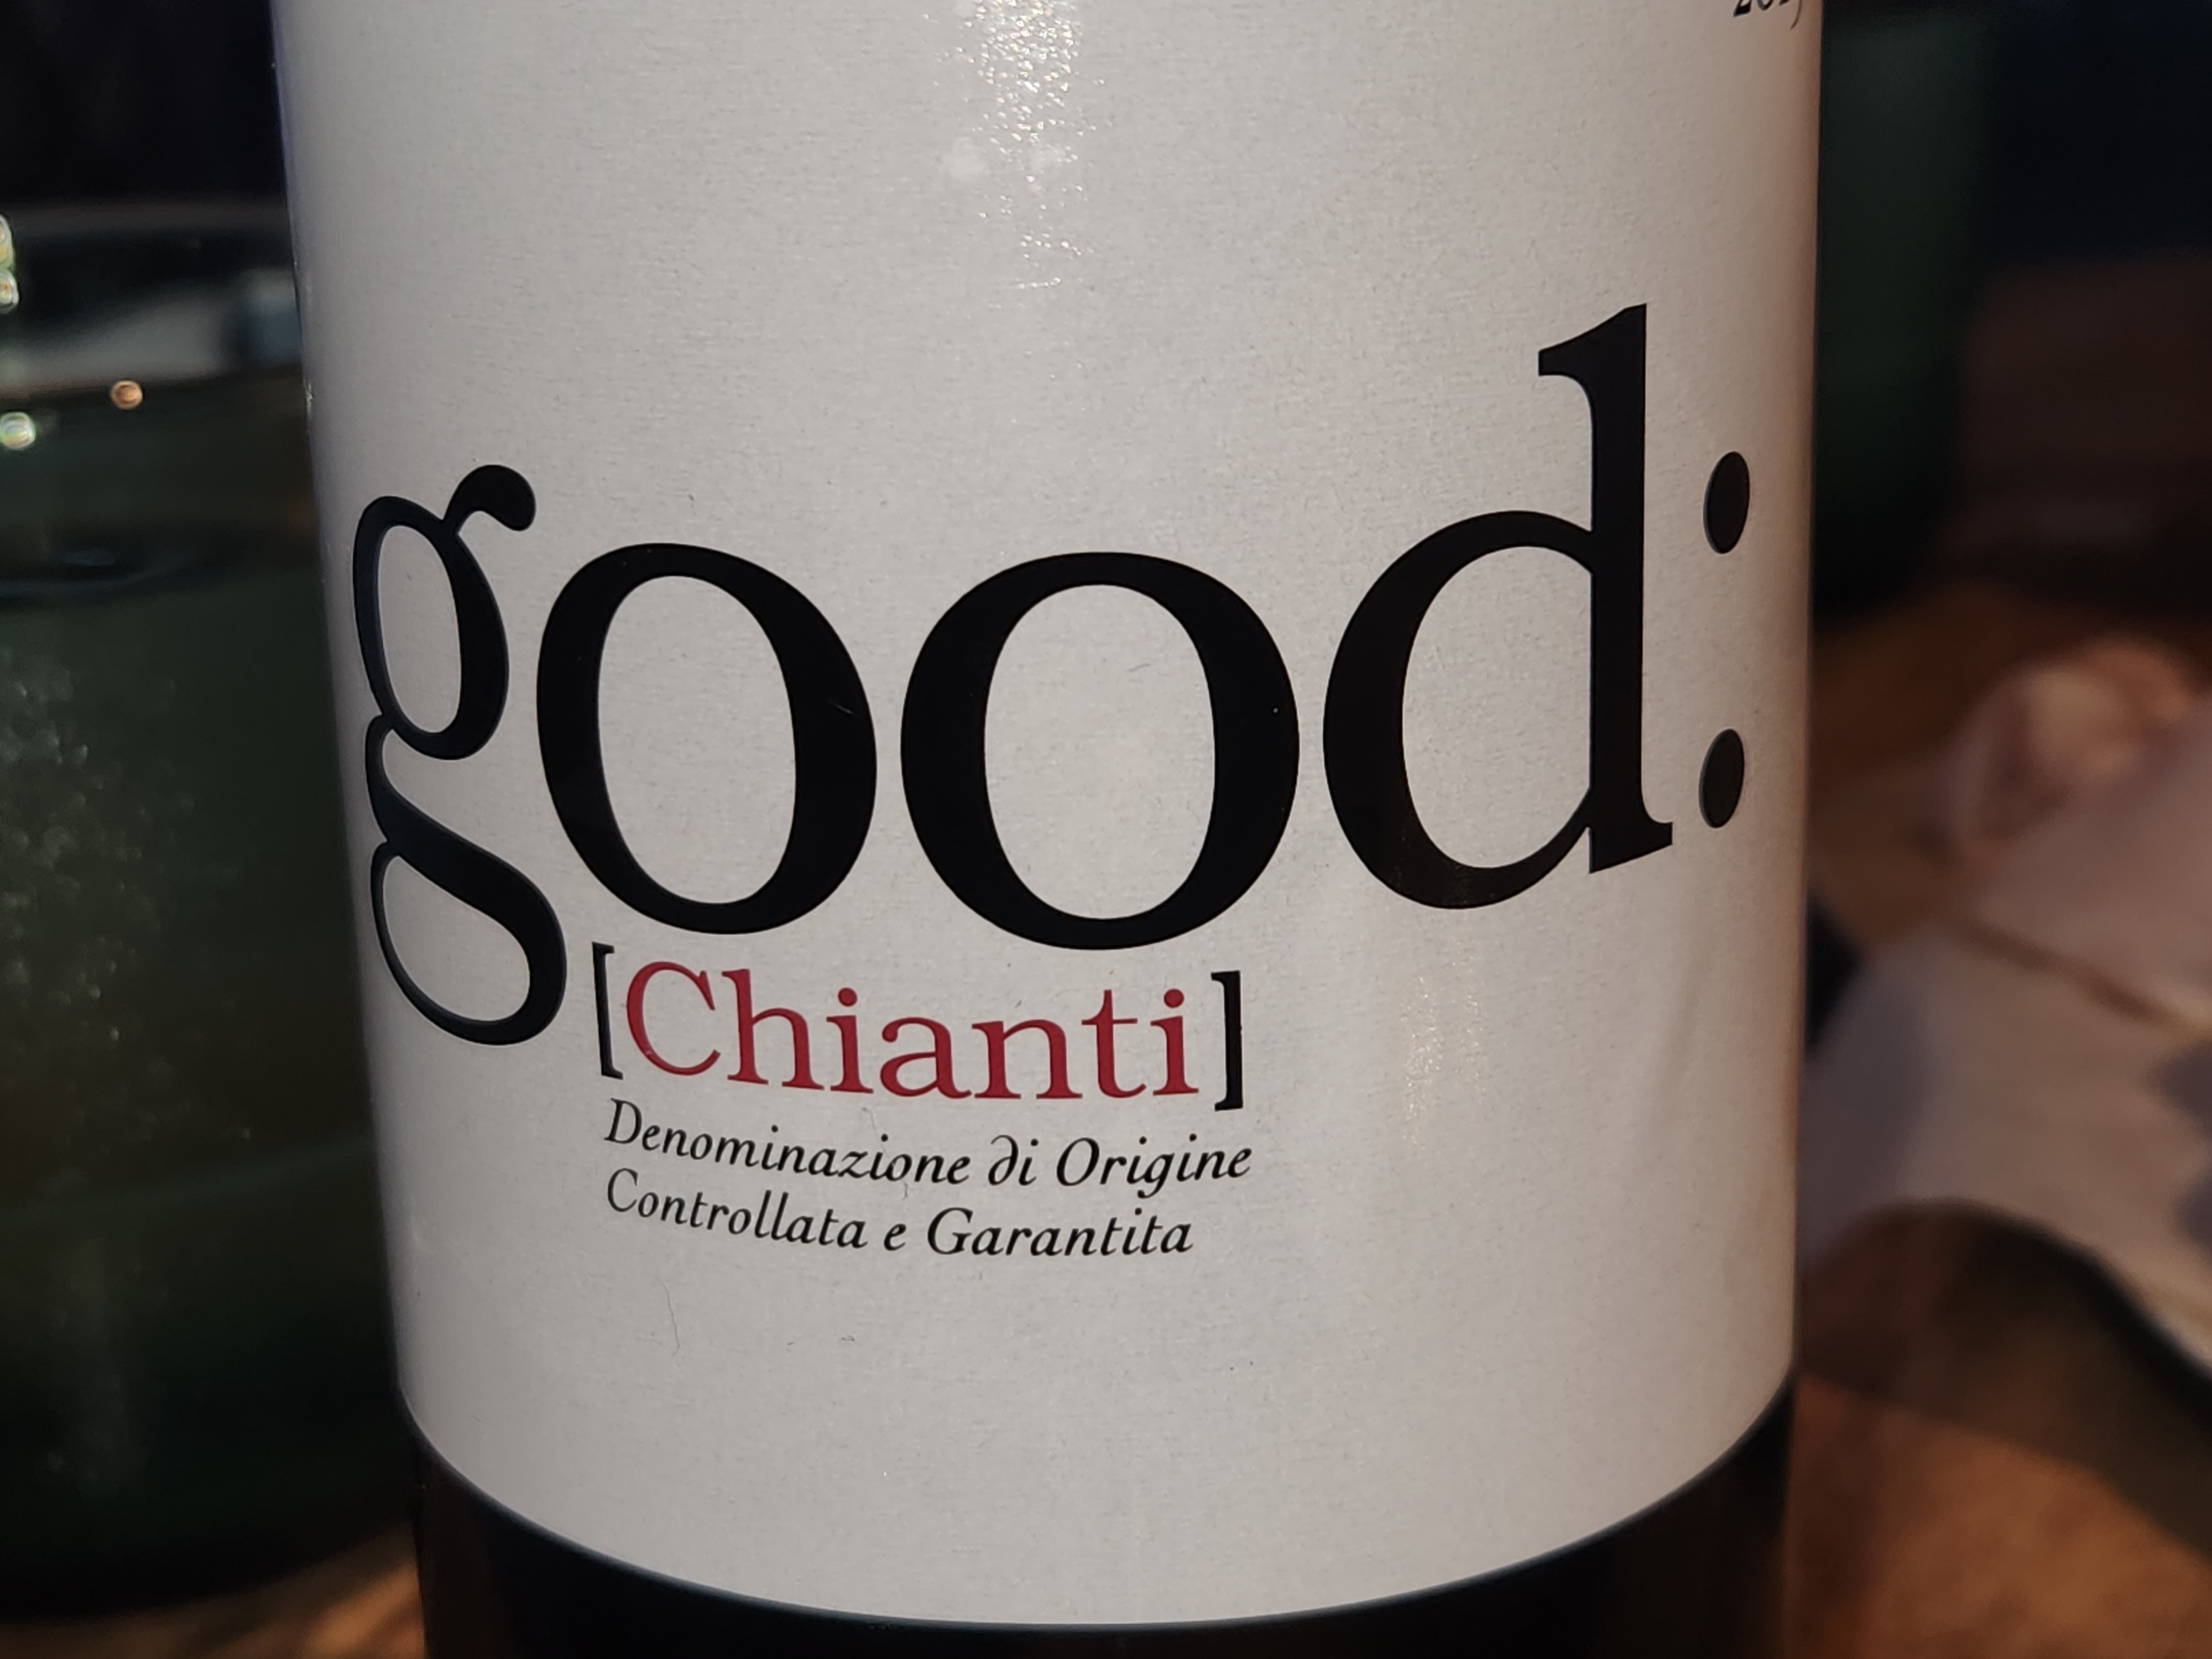 good:
[Chianti]
Denominazione di Origine
Controllata e Garantita